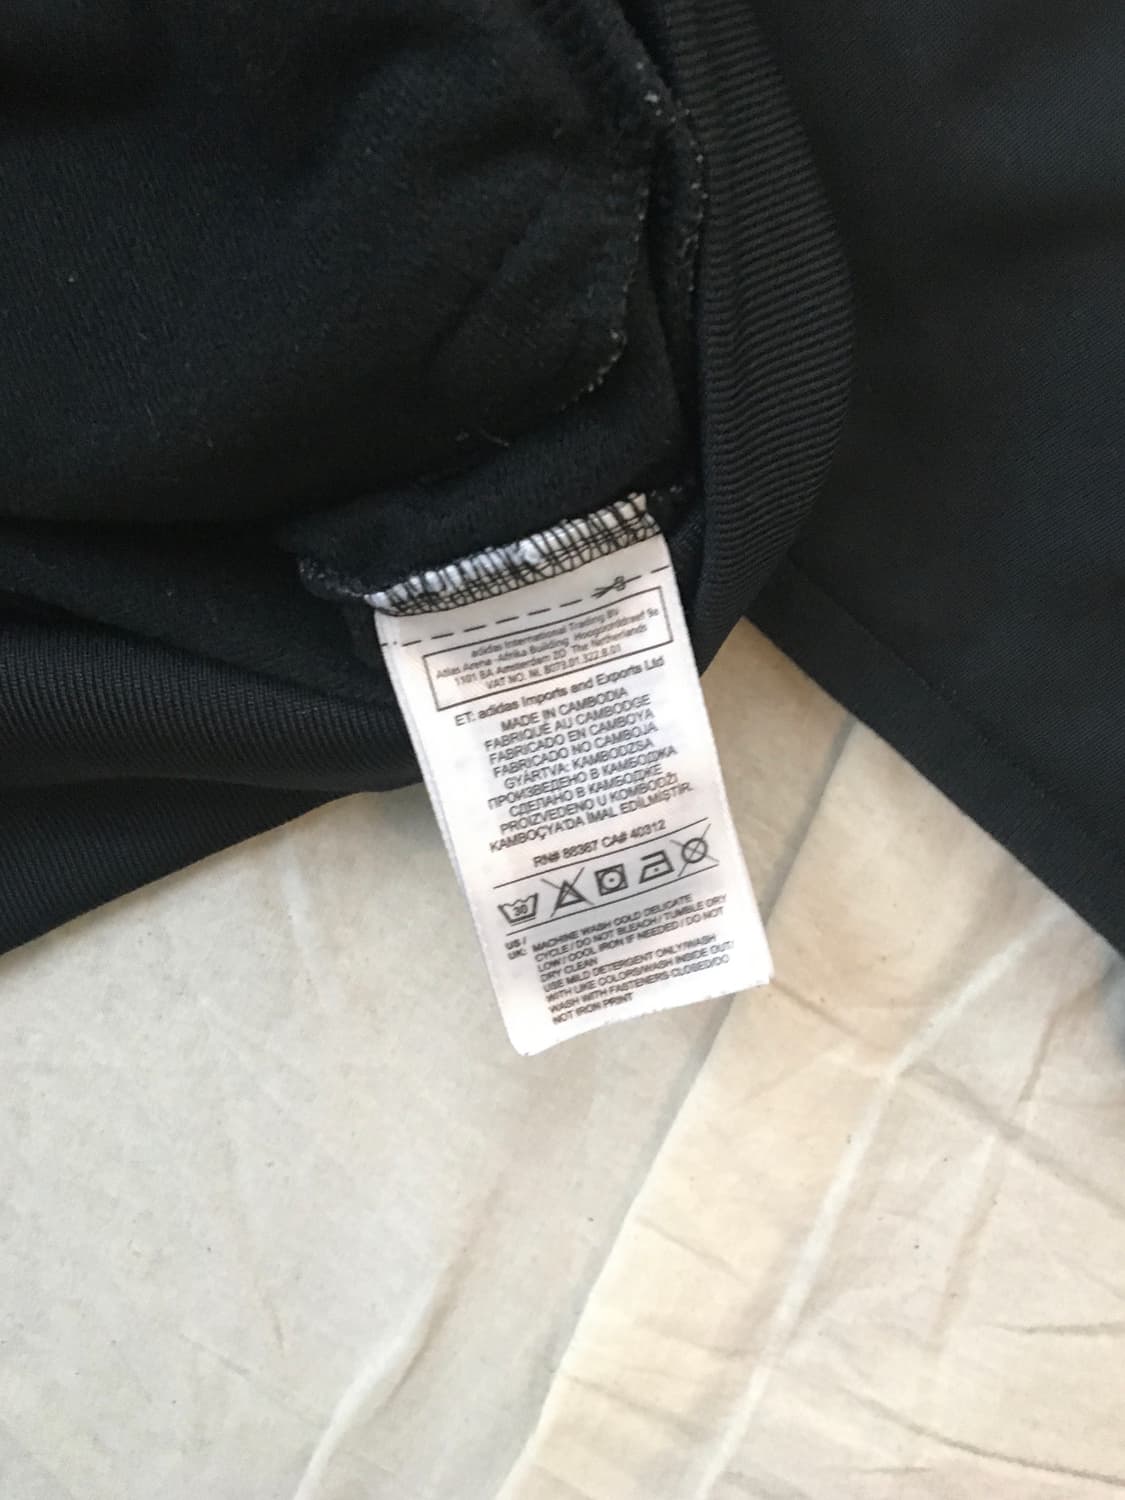 adidas International Trading BV
Atlas Arena -Afrika Building Hoogoorddreef 9a
1101 BA Amsterdam ZO The Netherlands
VAT NO. NL 8073.01.322.B.01
ET: adidas Imports and Exports Ltd
MADE IN CAMBODIA
FABRIQUÉ AU CAMBODGE
FABRICADO EN CAMBOYA
FABRICADO NO CAMBOJA
GYÁRTVA: KAMBODZSA
ПРОИЗВЕДЕНО В КАМБОДЖА
СДЕЛАНО В КАМБОДЖЕ
PROIZVEDENO U KOMBODŽI
KAMBOÇYA'DA İMAL EDİLMİŞTİR.
RN# 88387 CA# 40312
30
US / UK: MACHINE WASH COLD DELICATE
CYCLE / DO NOT BLEACH / TUMBLE DRY
LOW / COOL IRON IF NEEDED / DO NOT
DRY CLEAN
USE MILD DETERGENT ONLY/WASH
WITH LIKE COLORS/WASH INSIDE OUT/
WASH WITH FASTENERS CLOSED/DO
NOT IRON PRINT